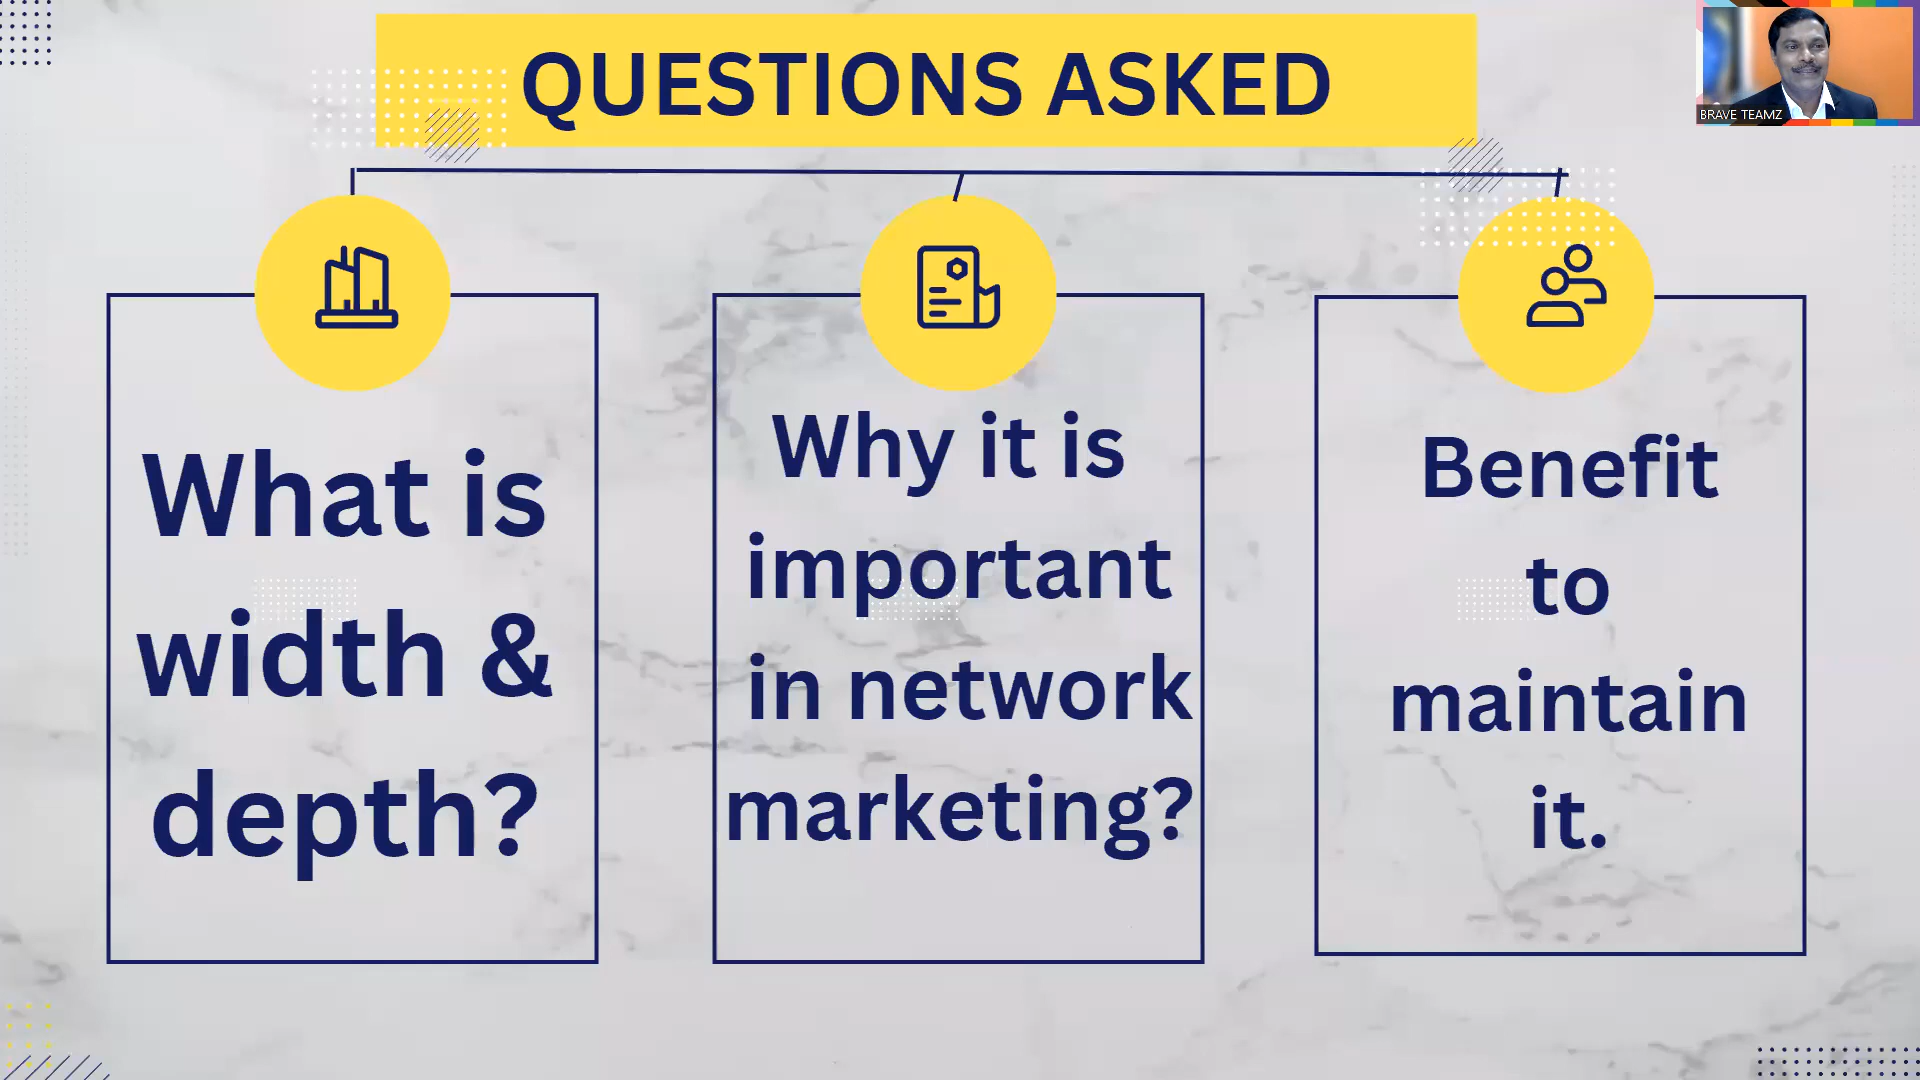 QUESTIONS ASKED
BRAVE TEAMZ
What is
width &
depth?
Why it is
important
in network
marketing?
Benefit
to
maintain
it.